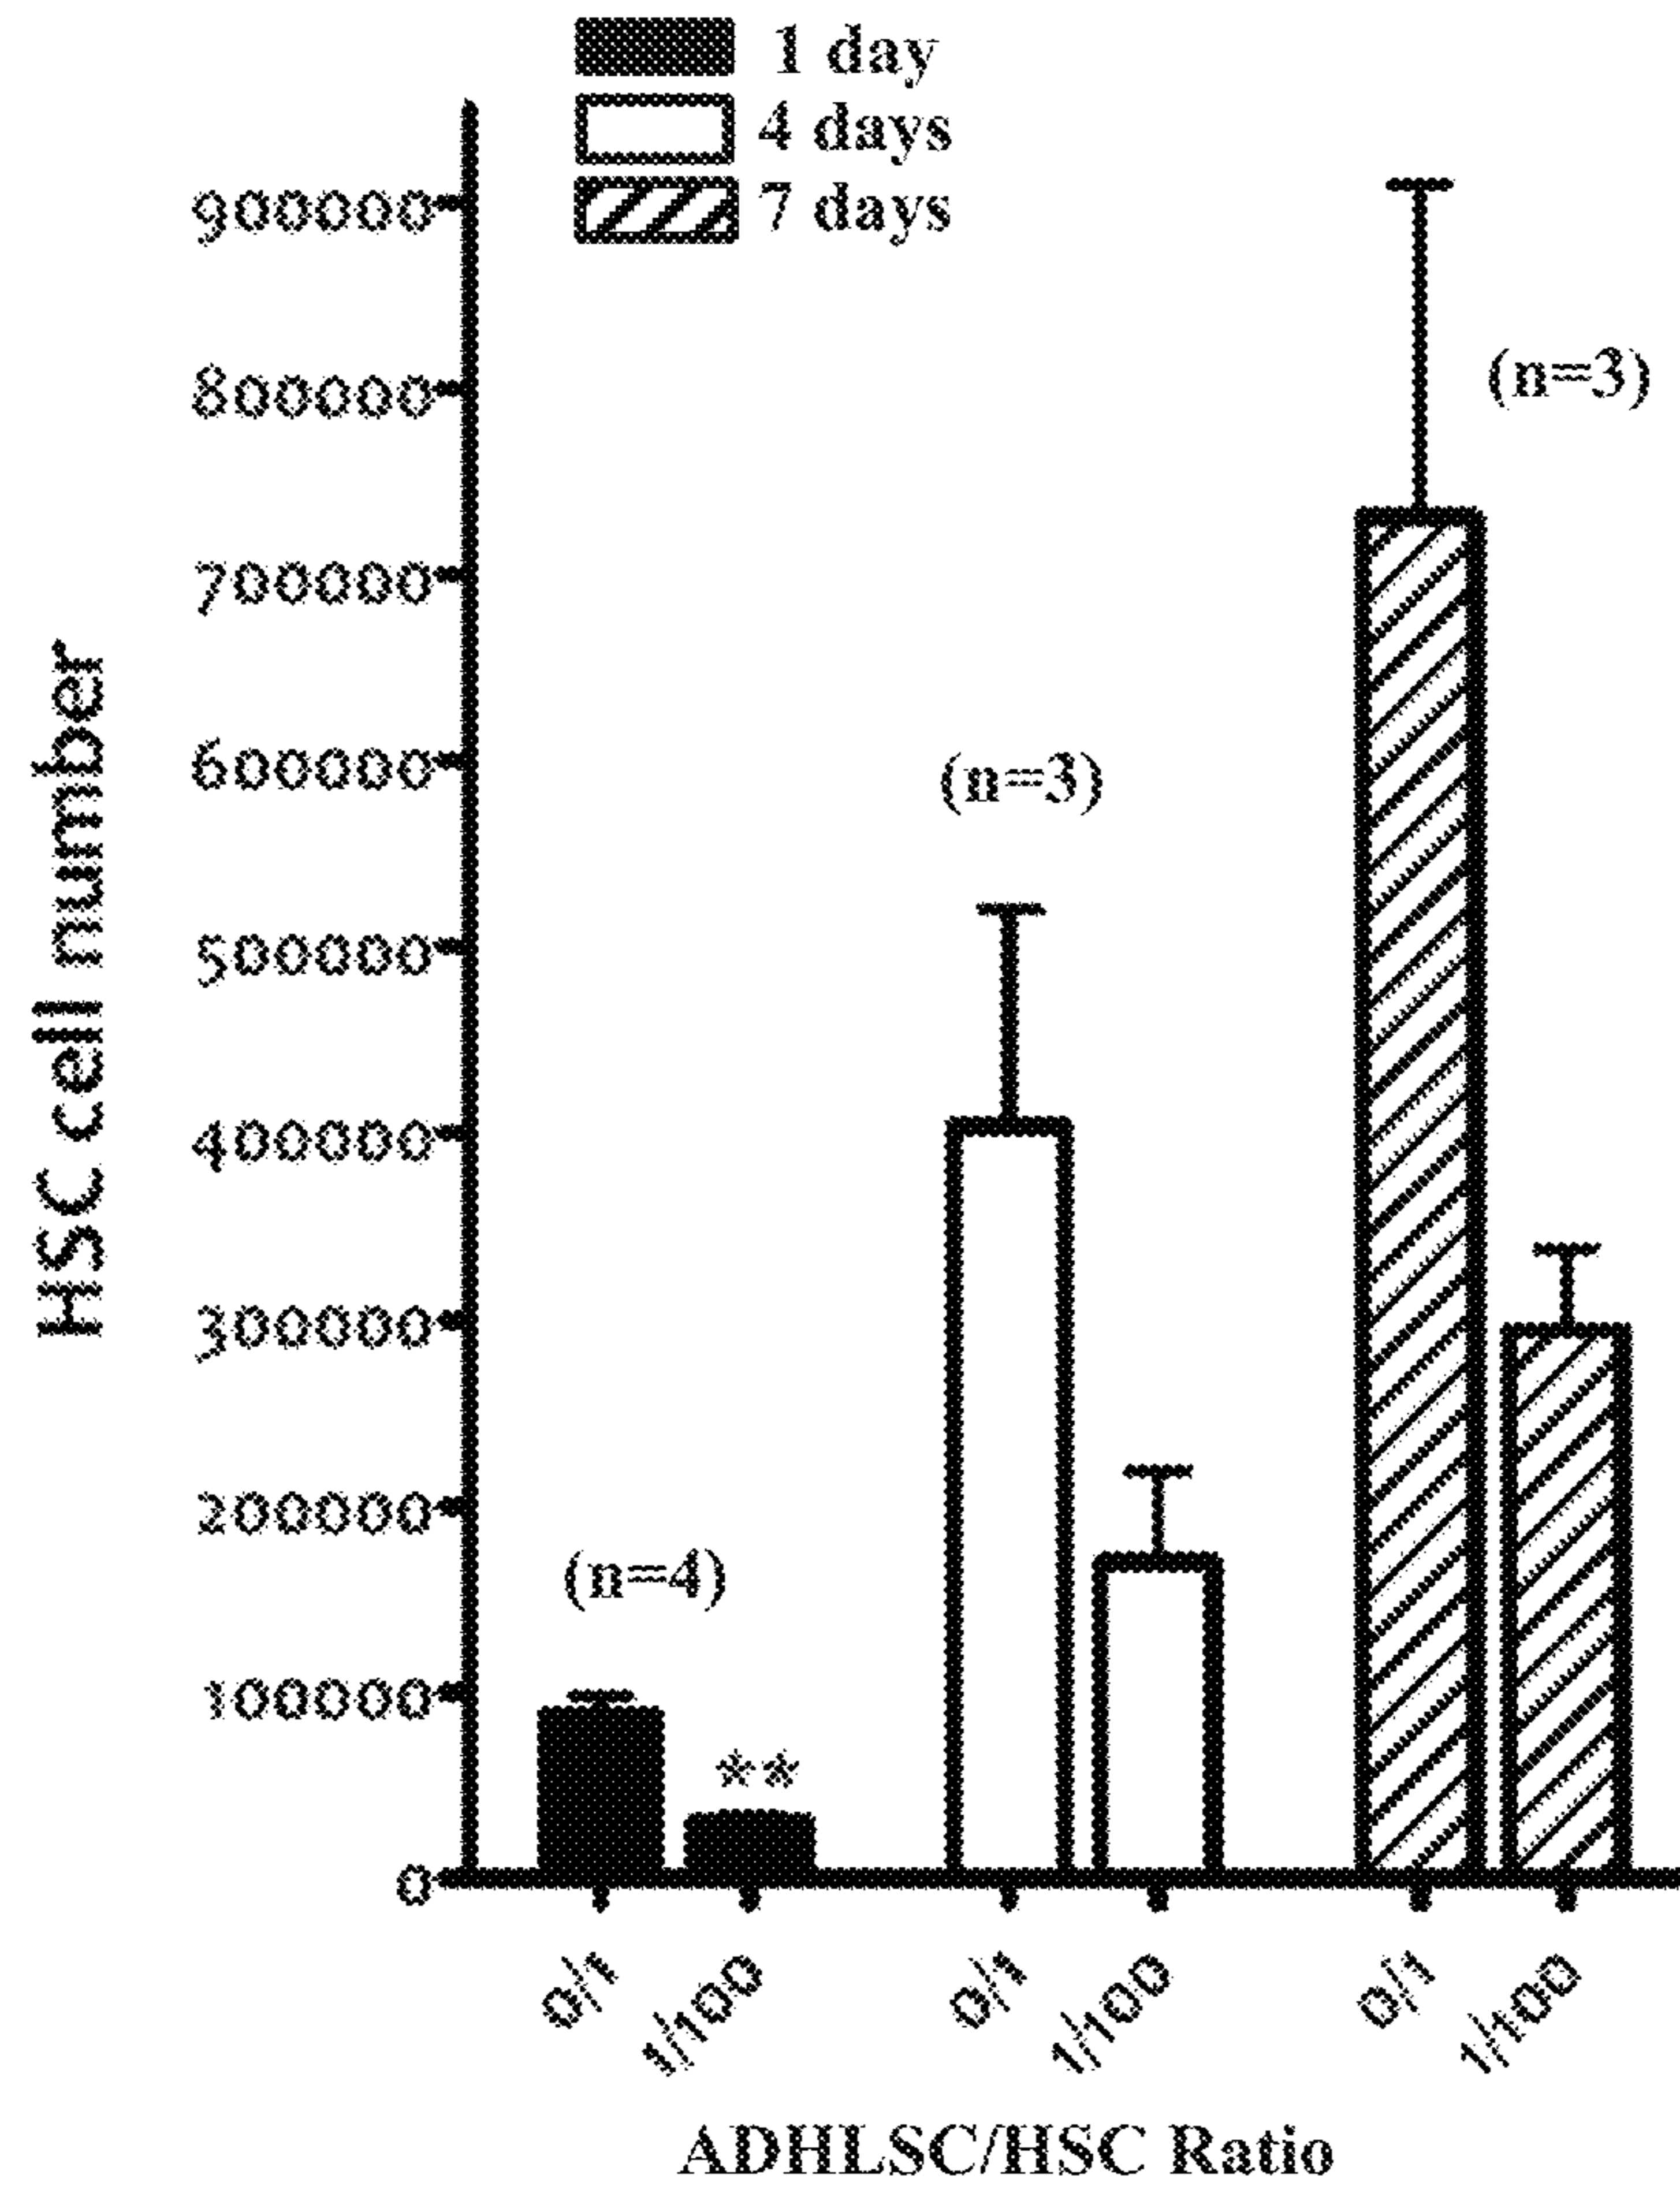 1 day
4 days
7 days
900000
800000
700000
600000
500000
400000
300000
200000
100000
0
HSC cell number
(n=4)
**
(n=3)
(n=3)
0/1
1/100
0/1
1/100
0/1
1/100
ADHLSC/HSC Ratio